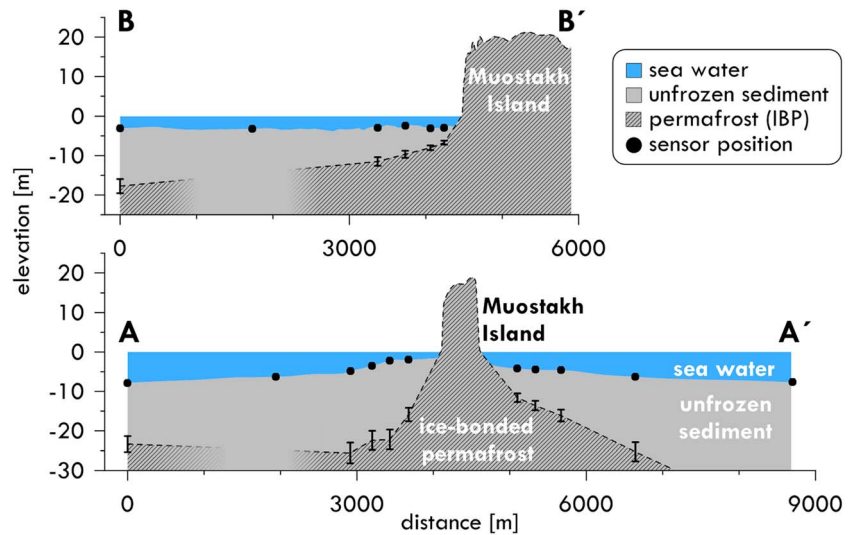 B
B´
20
10
0
-10
-20
0
3000
6000
Muostakh
Island
sea water
unfrozen sediment
permafrost (IBP)
sensor position
elevation [m]
A
A´
20
10
0
-10
-20
-30
0
3000
6000
9000
Muostakh
Island
sea water
unfrozen
sediment
ice-bonded
permafrost
distance [m]